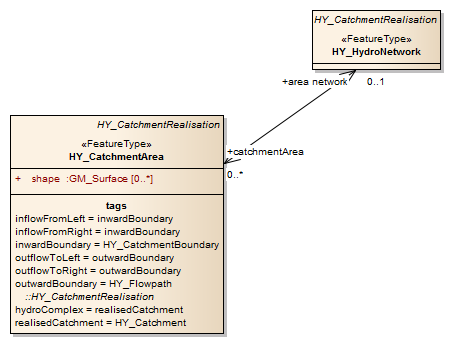 HY_CatchmentRealisation
«FeatureType»
HY_HydroNetwork
+area network
0..1
HY_CatchmentRealisation
«FeatureType»
HY_CatchmentArea
+catchmentArea
0..*
+ shape :GM_Surface [0..*]
tags
inflowFromLeft = inwardBoundary
inflowFromRight = inwardBoundary
inwardBoundary = HY_CatchmentBoundary
outflowToLeft = outwardBoundary
outflowToRight = outwardBoundary
outwardBoundary = HY_Flowpath
::HY_CatchmentRealisation
hydroComplex = realisedCatchment
realisedCatchment = HY_Catchment